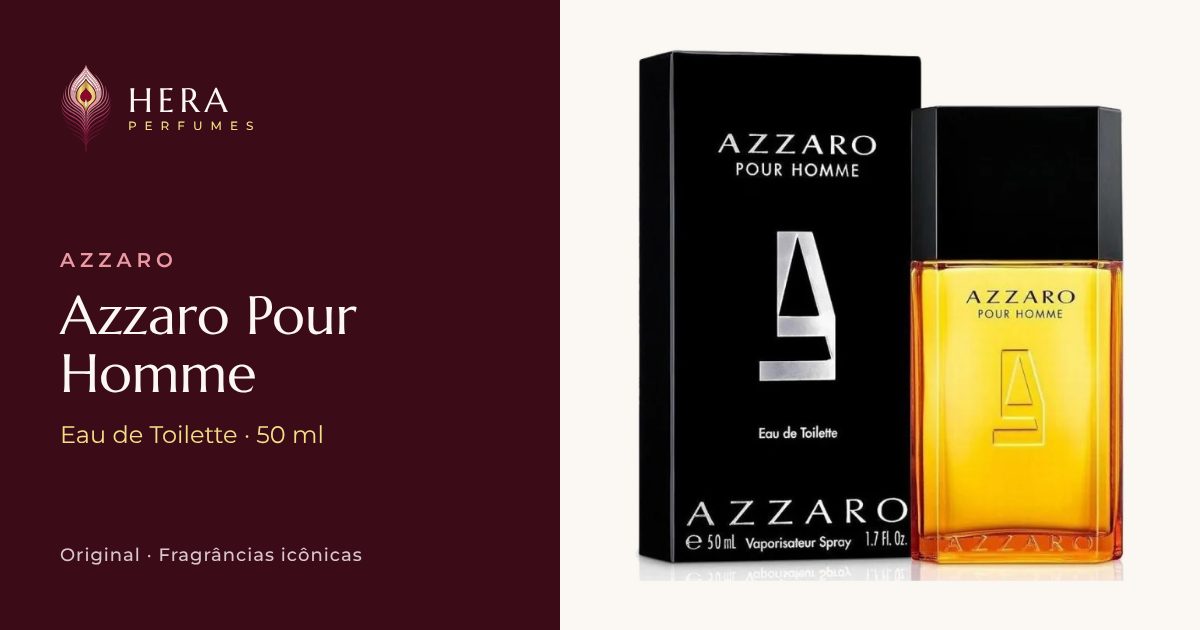 HERA
PERFUMES
AZZARO
Azzaro Pour
Homme
Eau de Toilette · 50 ml
Original · Fragrâncias icônicas
AZZARO
POUR HOMME
Eau de Toilette
AZZARO
e 50 mL Vaporisateur Spray 1.7 Fl. Oz.
AZZARO
POUR HOMME
AZZARO